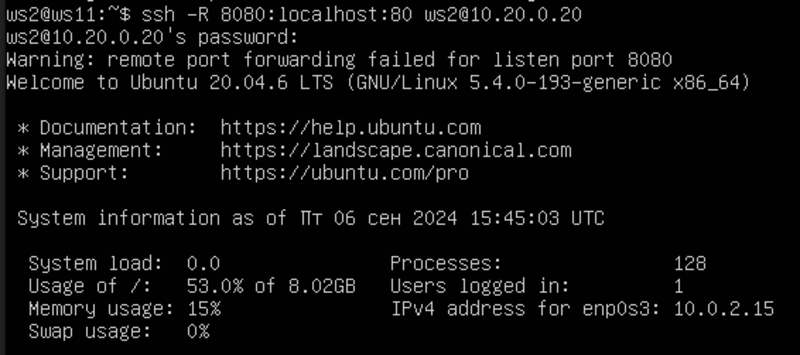 ws2@ws11:~$ ssh -R 8080:localhost:80 ws2@10.20.0.20
ws2@10.20.0.20's password:
Warning: remote port forwarding failed for listen port 8080
Welcome to Ubuntu 20.04.6 LTS (GNU/Linux 5.4.0-193-generic x86_64)
* Documentation:  https://help.ubuntu.com
* Management:     https://landscape.canonical.com
* Support:        https://ubuntu.com/pro
System information as of Пт 06 сен 2024 15:45:03 UTC
System load:  0.0                Processes:               128
Usage of /:   53.0% of 8.02GB   Users logged in:         1
Memory usage: 15%                IPv4 address for enp0s3: 10.0.2.15
Swap usage:   0%